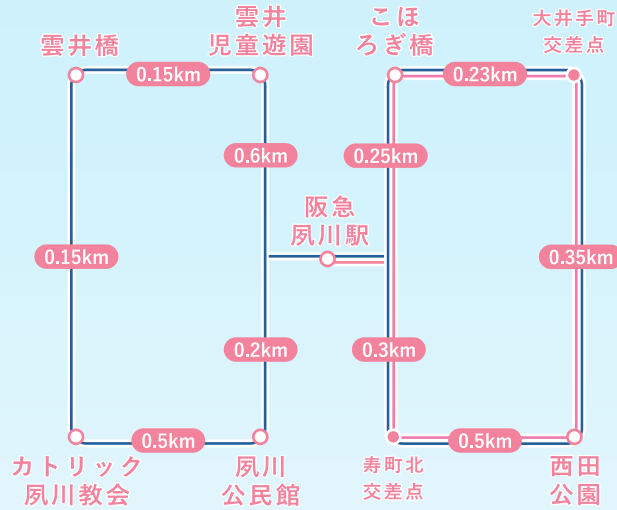 雲井橋
雲井
児童遊園
こほ
ろぎ橋
大井手町
交差点
0.15km
0.23km
0.6km
0.25km
阪急
夙川駅
0.15km
0.35km
0.2km
0.3km
0.5km
0.5km
カトリック
夙川教会
夙川
公民館
寿町北
交差点
西田
公園